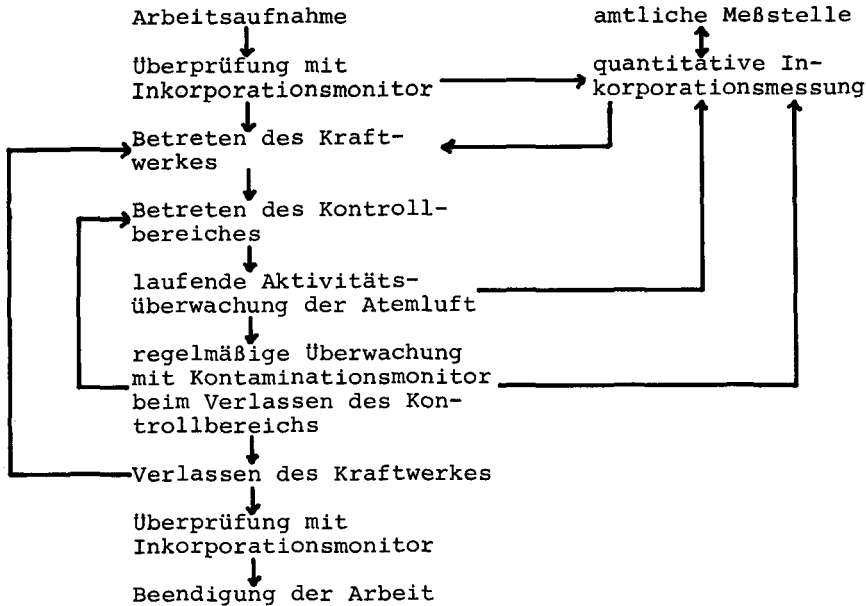 Arbeitsaufnahme
amtliche Meßstelle
Überprüfung mit
Inkorporationsmonitor
quantitative In-
korporationsmessung
Betreten des Kraft-
werkes
Betreten des Kontroll-
bereiches
laufende Aktivitäts-
überwachung der Atemluft
regelmäßige Überwachung
mit Kontaminationsmonitor
beim Verlassen des Kon-
trollbereichs
Verlassen des Kraftwerkes
Überprüfung mit
Inkorporationsmonitor
Beendigung der Arbeit